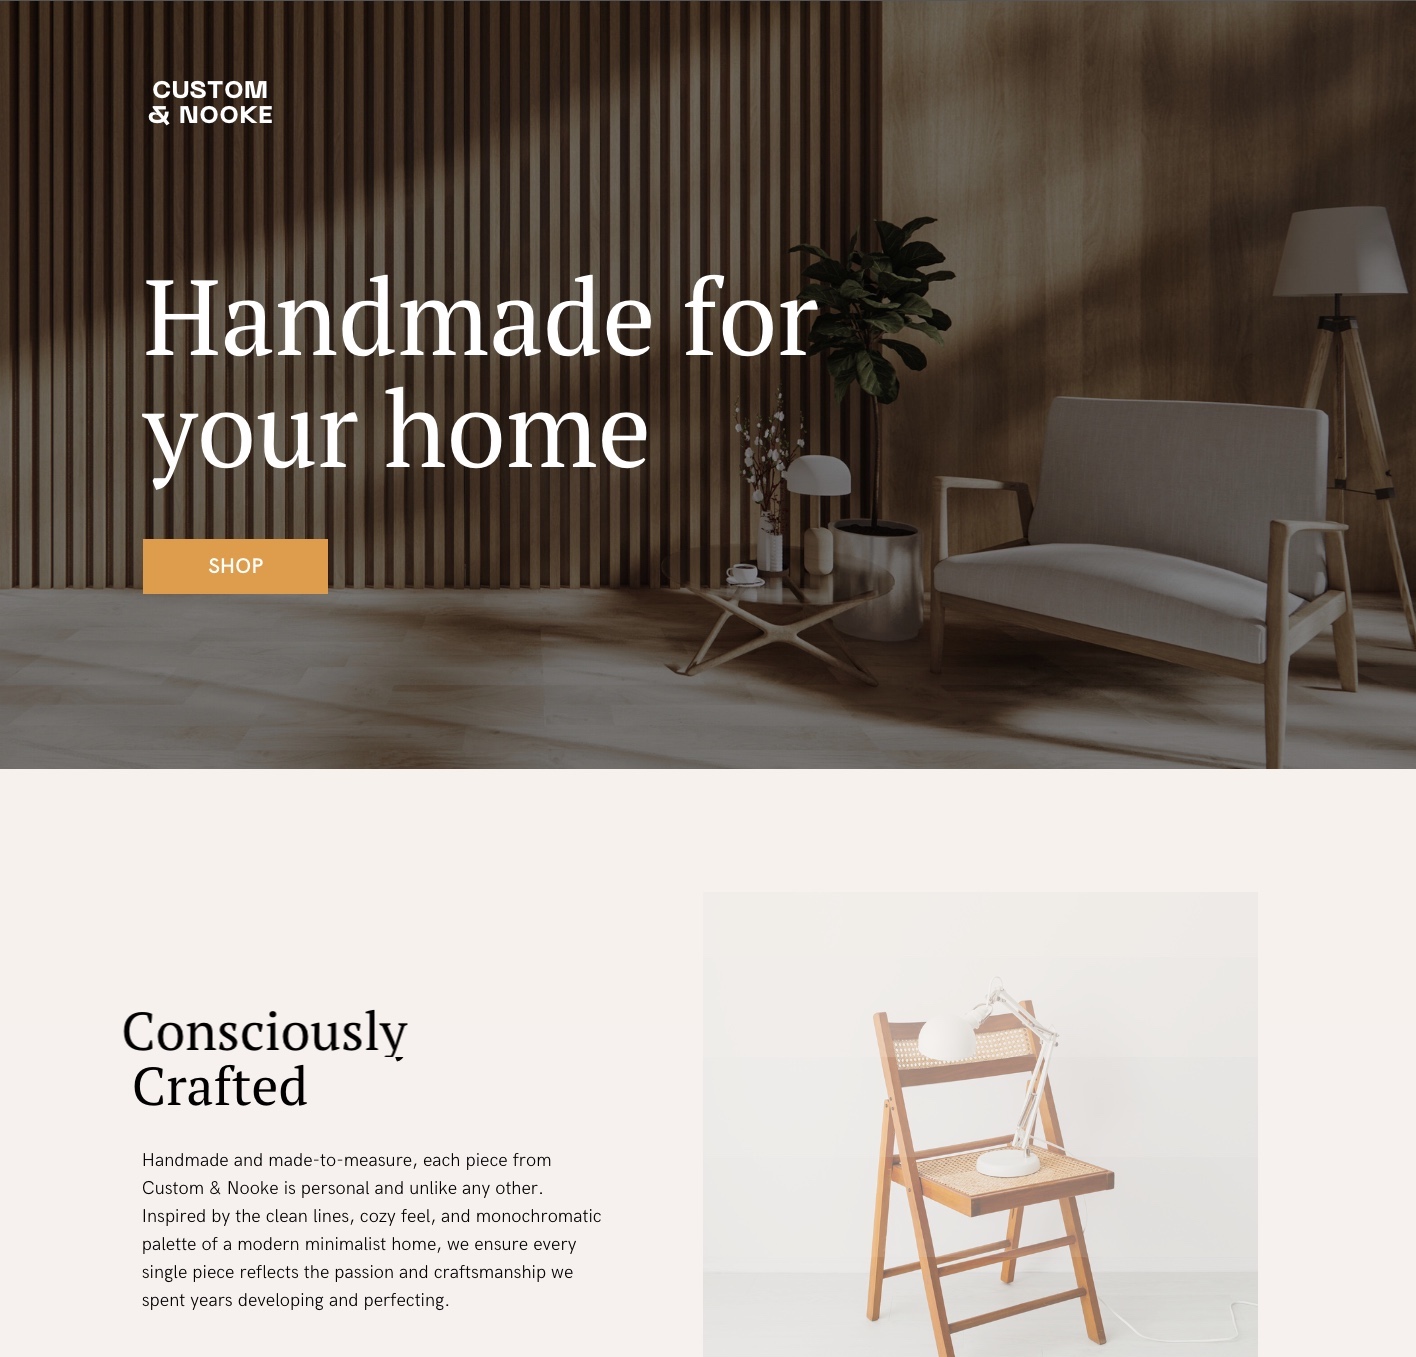 CUSTOM
& NOOKE
Handmade for
your home
SHOP
Consciously
Crafted
Handmade and made-to-measure, each piece from
Custom & Nooke is personal and unlike any other.
Inspired by the clean lines, cozy feel, and monochromatic
palette of a modern minimalist home, we ensure every
single piece reflects the passion and craftsmanship we
spent years developing and perfecting.